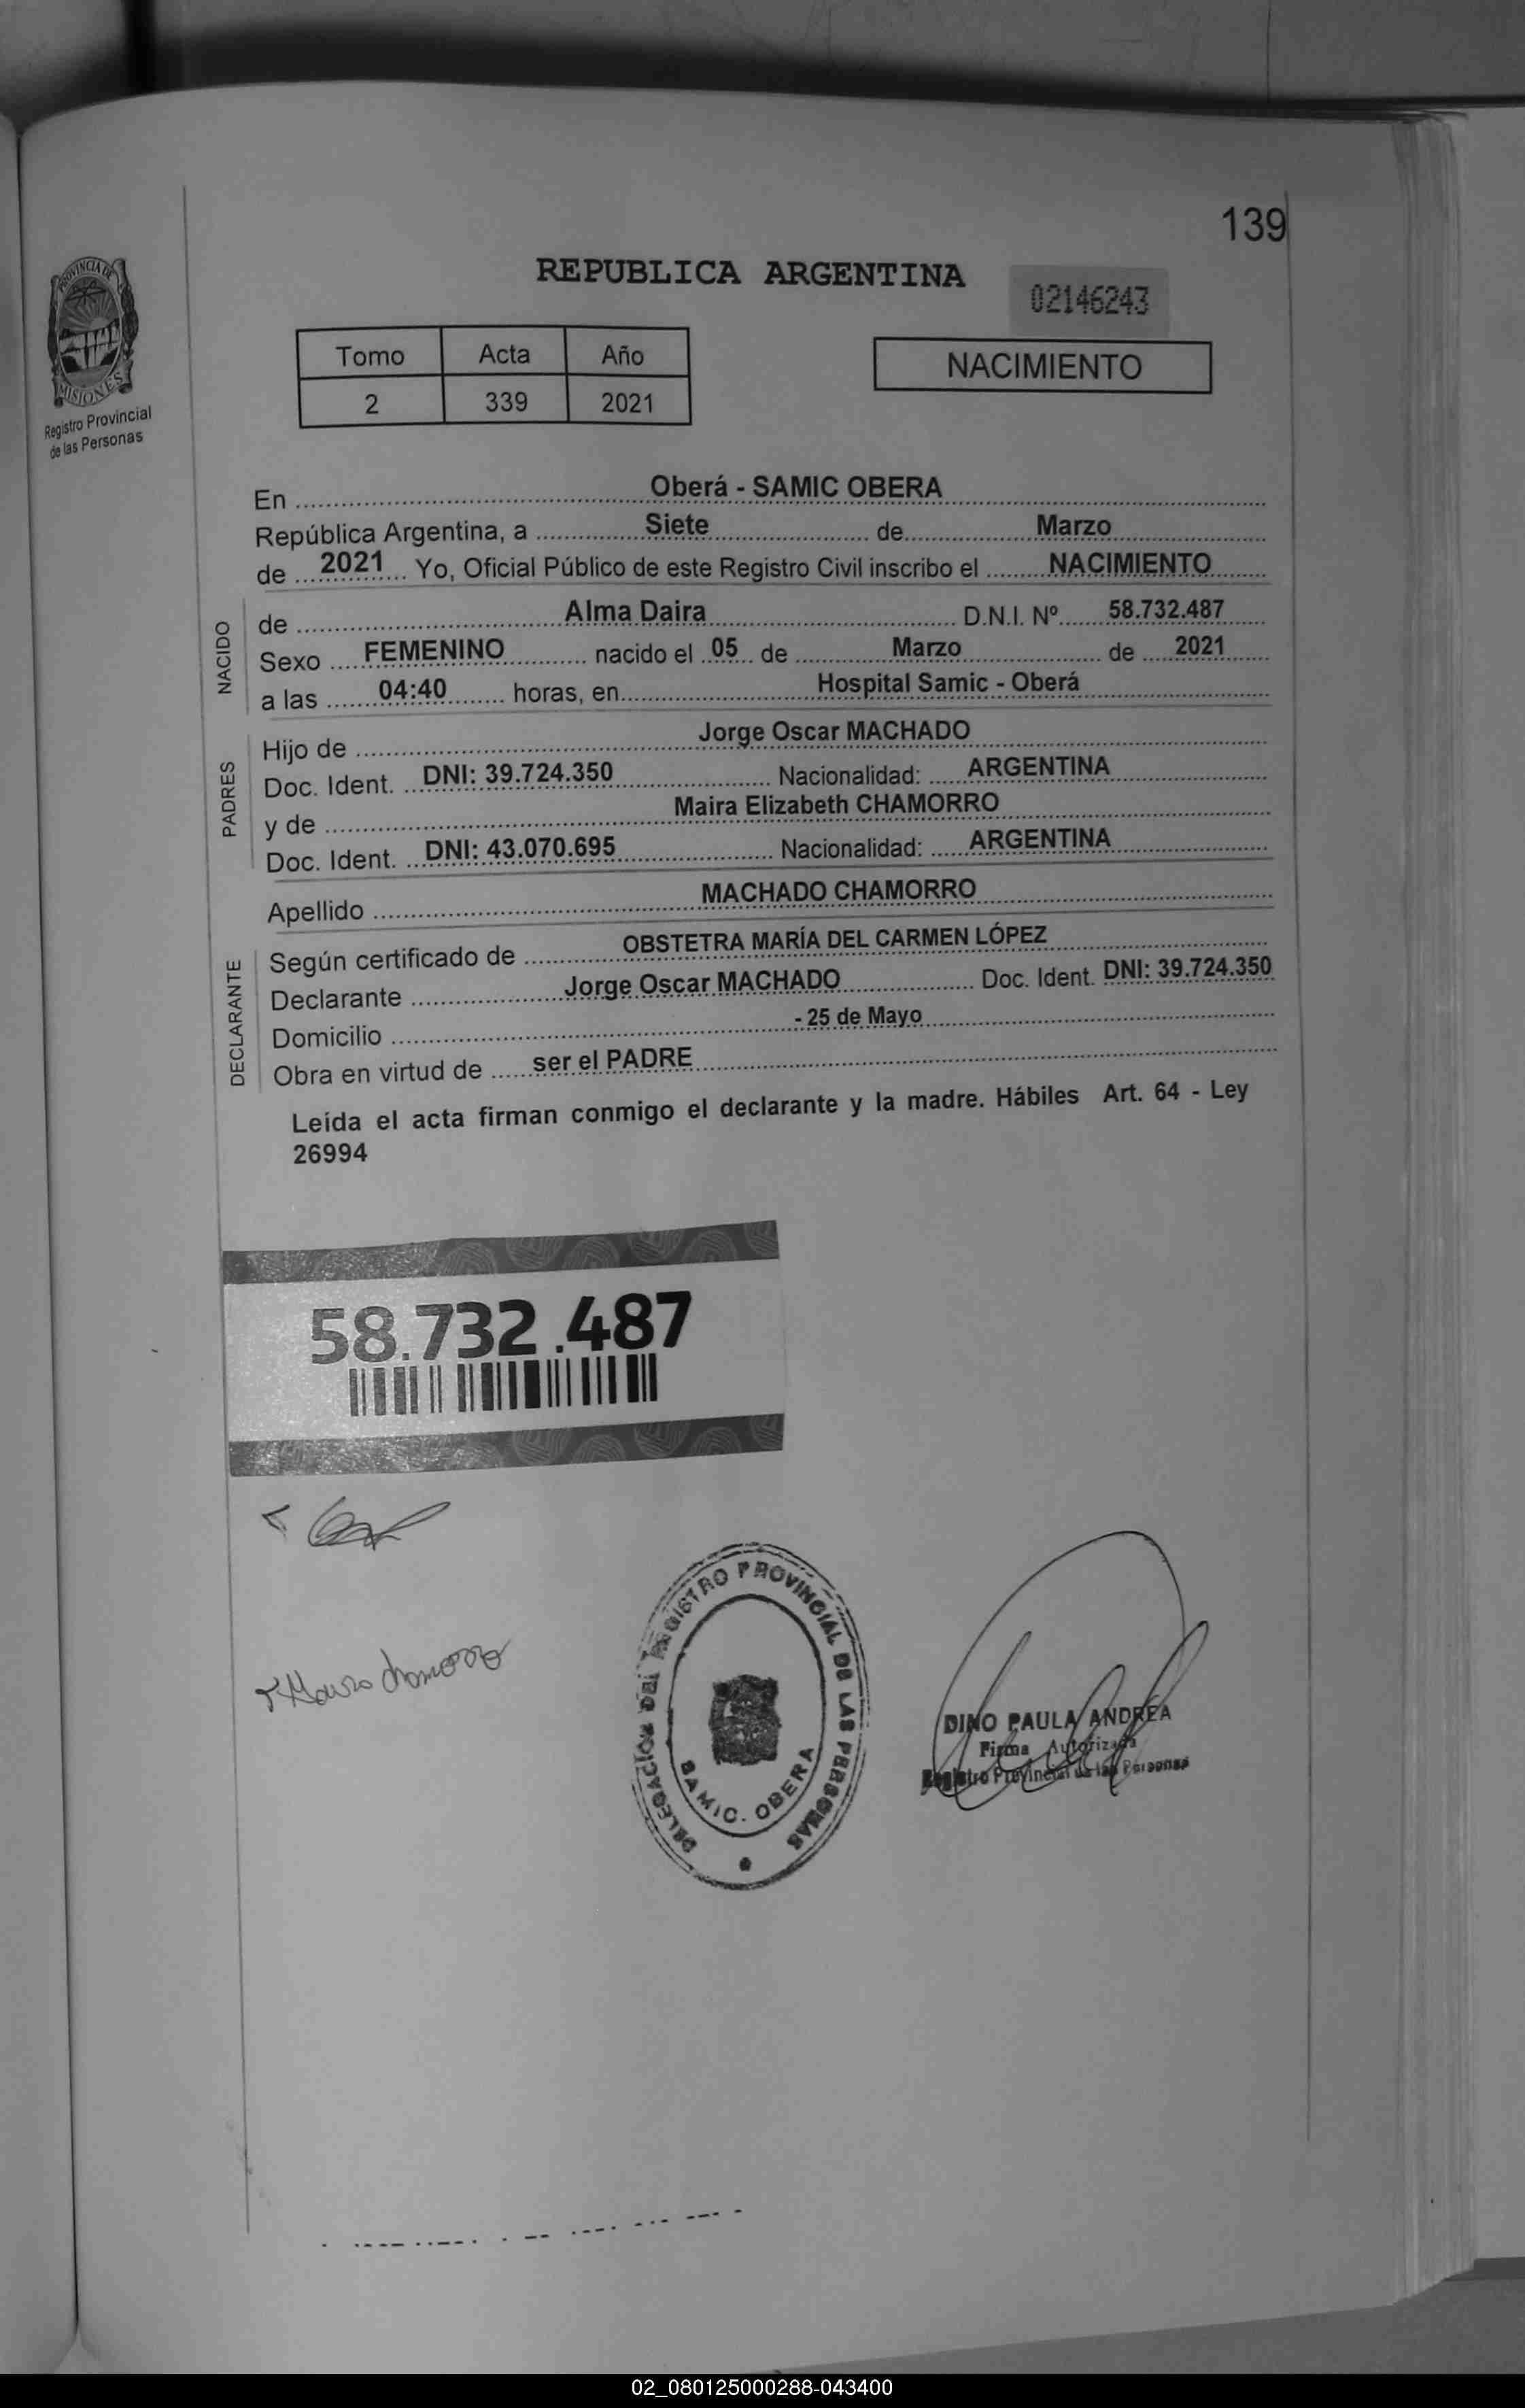 139
REPUBLICA ARGENTINA
02146243
Tomo Acta Año
2 339 2021
NACIMIENTO
PROVINCIA DE
MISIONES
Registro Provincial
de las Personas
En Oberá - SAMIC OBERA
República Argentina, a Siete de Marzo
de 2021 Yo, Oficial Público de este Registro Civil inscribo el NACIMIENTO
NACIDO
de Alma Daira D.N.I. Nº 58.732.487
Sexo FEMENINO nacido el 05 de Marzo de 2021
a las 04:40 horas, en Hospital Samic - Oberá
PADRES
Hijo de Jorge Oscar MACHADO
Doc. Ident. DNI: 39.724.350 Nacionalidad: ARGENTINA
y de Maira Elizabeth CHAMORRO
Doc. Ident. DNI: 43.070.695 Nacionalidad: ARGENTINA
Apellido MACHADO CHAMORRO
DECLARANTE
Según certificado de OBSTETRA MARÍA DEL CARMEN LÓPEZ
Declarante Jorge Oscar MACHADO Doc. Ident. DNI: 39.724.350
Domicilio - 25 de Mayo
Obra en virtud de ser el PADRE
Leída el acta firman conmigo el declarante y la madre. Hábiles Art. 64 - Ley
26994
58.732.487
DELEGACION DEL REGISTRO PROVINCIAL DE LAS PERSONAS
SAMIC. OBERA
DINO PAULA ANDREA
Firma Autorizada
Registro Provincial de las Personas
02_080125000288-043400